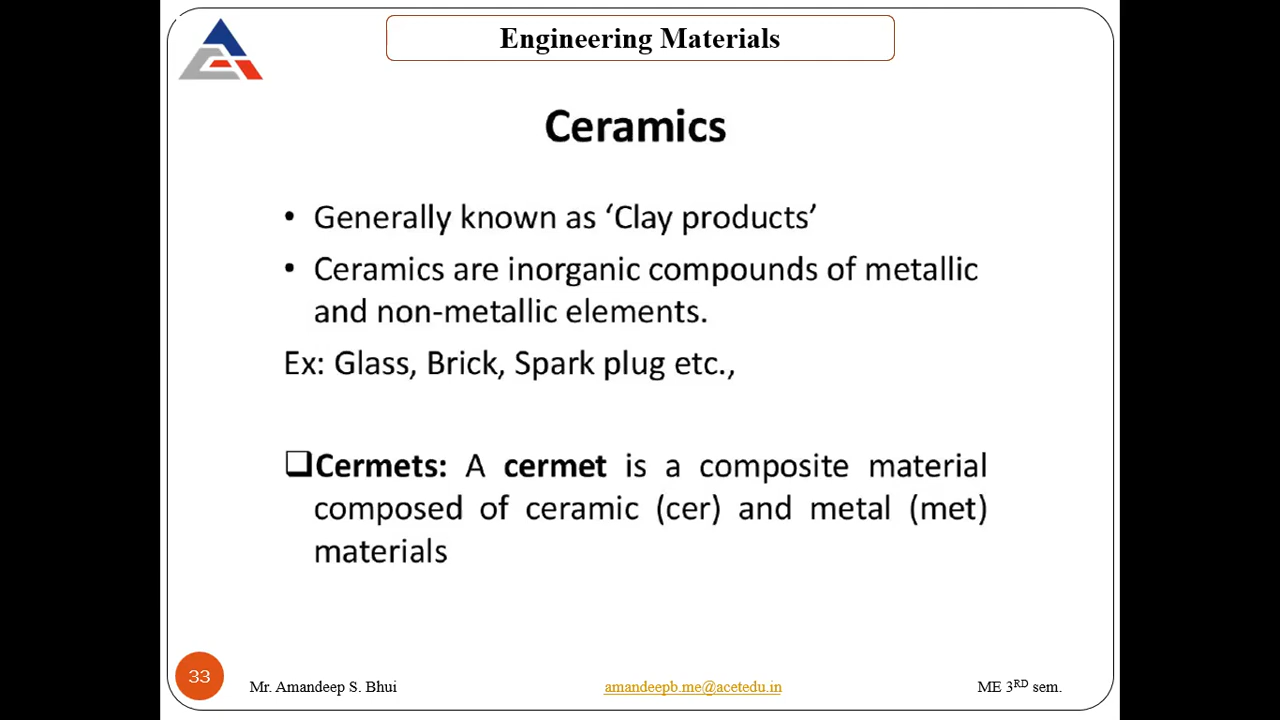 Engineering Materials
Ceramics
• Generally known as ‘Clay products’
• Ceramics are inorganic compounds of metallic
and non-metallic elements.
Ex: Glass, Brick, Spark plug etc.,
❑Cermets: A cermet is a composite material
composed of ceramic (cer) and metal (met)
materials
33
Mr. Amandeep S. Bhui
amandeepb.me@acetedu.in
ME 3RD sem.